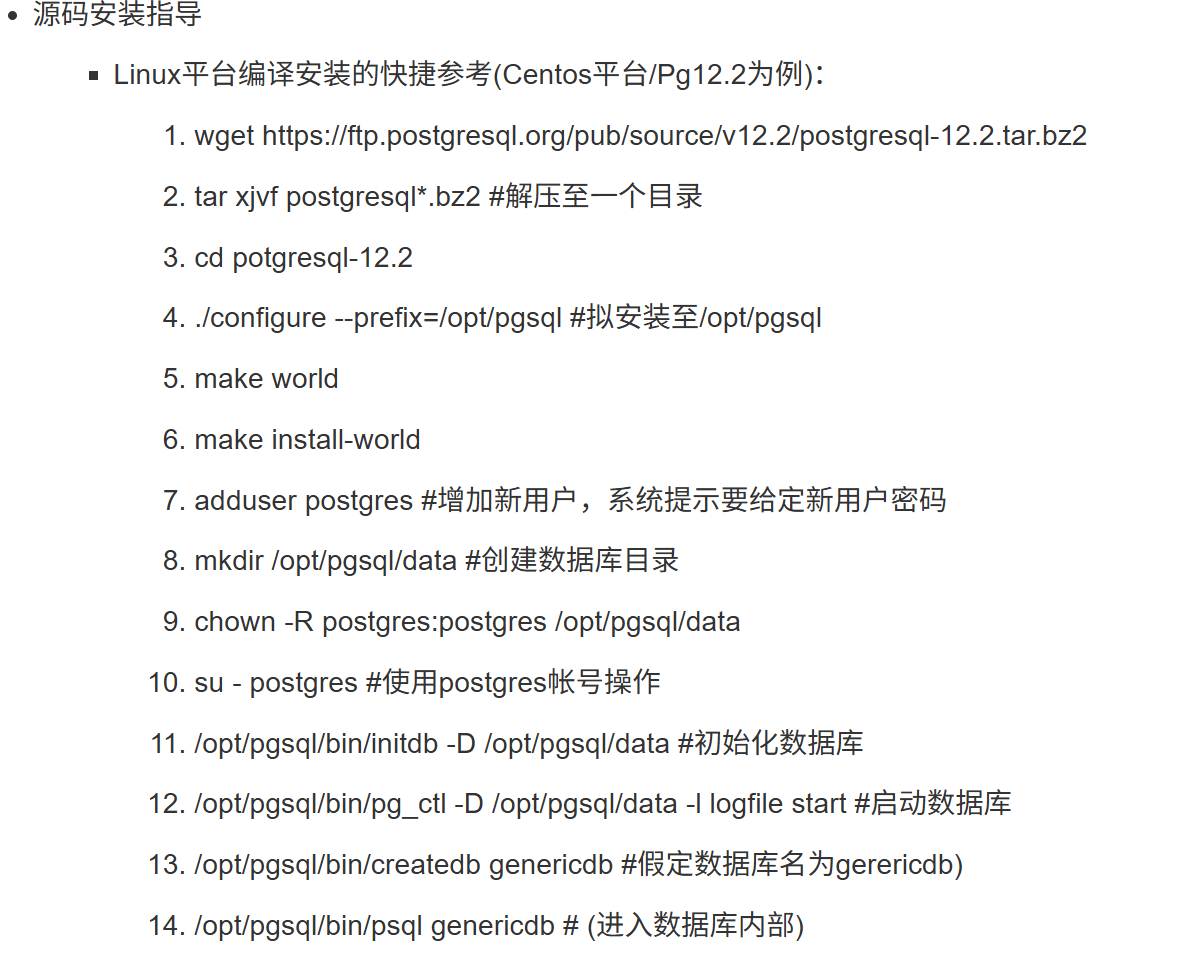 • 源码安装指导
▪ Linux平台编译安装的快捷参考(Centos平台/Pg12.2为例)：
1. wget https://ftp.postgresql.org/pub/source/v12.2/postgresql-12.2.tar.bz2
2. tar xjvf postgresql*.bz2 #解压至一个目录
3. cd potgresql-12.2
4. ./configure --prefix=/opt/pgsql #拟安装至/opt/pgsql
5. make world
6. make install-world
7. adduser postgres #增加新用户，系统提示要给定新用户密码
8. mkdir /opt/pgsql/data #创建数据库目录
9. chown -R postgres:postgres /opt/pgsql/data
10. su - postgres #使用postgres帐号操作
11. /opt/pgsql/bin/initdb -D /opt/pgsql/data #初始化数据库
12. /opt/pgsql/bin/pg_ctl -D /opt/pgsql/data -l logfile start #启动数据库
13. /opt/pgsql/bin/createdb genericdb #假定数据库名为gerericdb)
14. /opt/pgsql/bin/psql genericdb # (进入数据库内部)